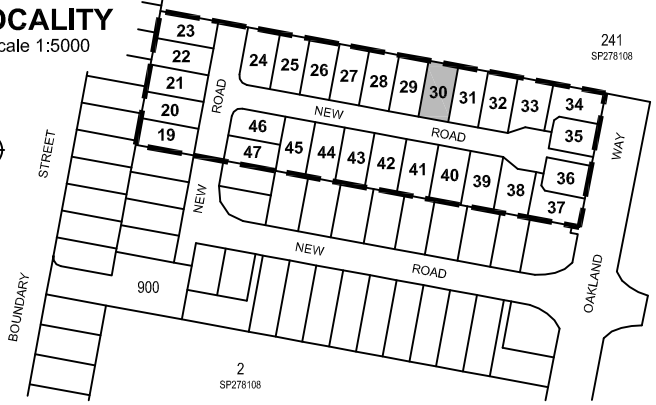 OCALITY
cale 1:5000
241
SP278108
23
22
21
20
19
24
25
26
27
28
29
30
31
32
33
34
35
36
37
38
39
40
41
42
43
44
45
46
47
ROAD
NEW
NEW
ROAD
NEW
ROAD
STREET
BOUNDARY
WAY
OAKLAND
900
2
SP278108